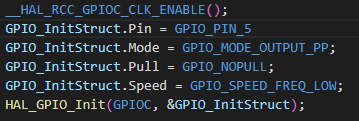 __HAL_RCC_GPIOC_CLK_ENABLE();
GPIO_InitStruct.Pin = GPIO_PIN_5
GPIO_InitStruct.Mode = GPIO_MODE_OUTPUT_PP;
GPIO_InitStruct.Pull = GPIO_NOPULL;
GPIO_InitStruct.Speed = GPIO_SPEED_FREQ_LOW;
HAL_GPIO_Init(GPIOC, &GPIO_InitStruct);